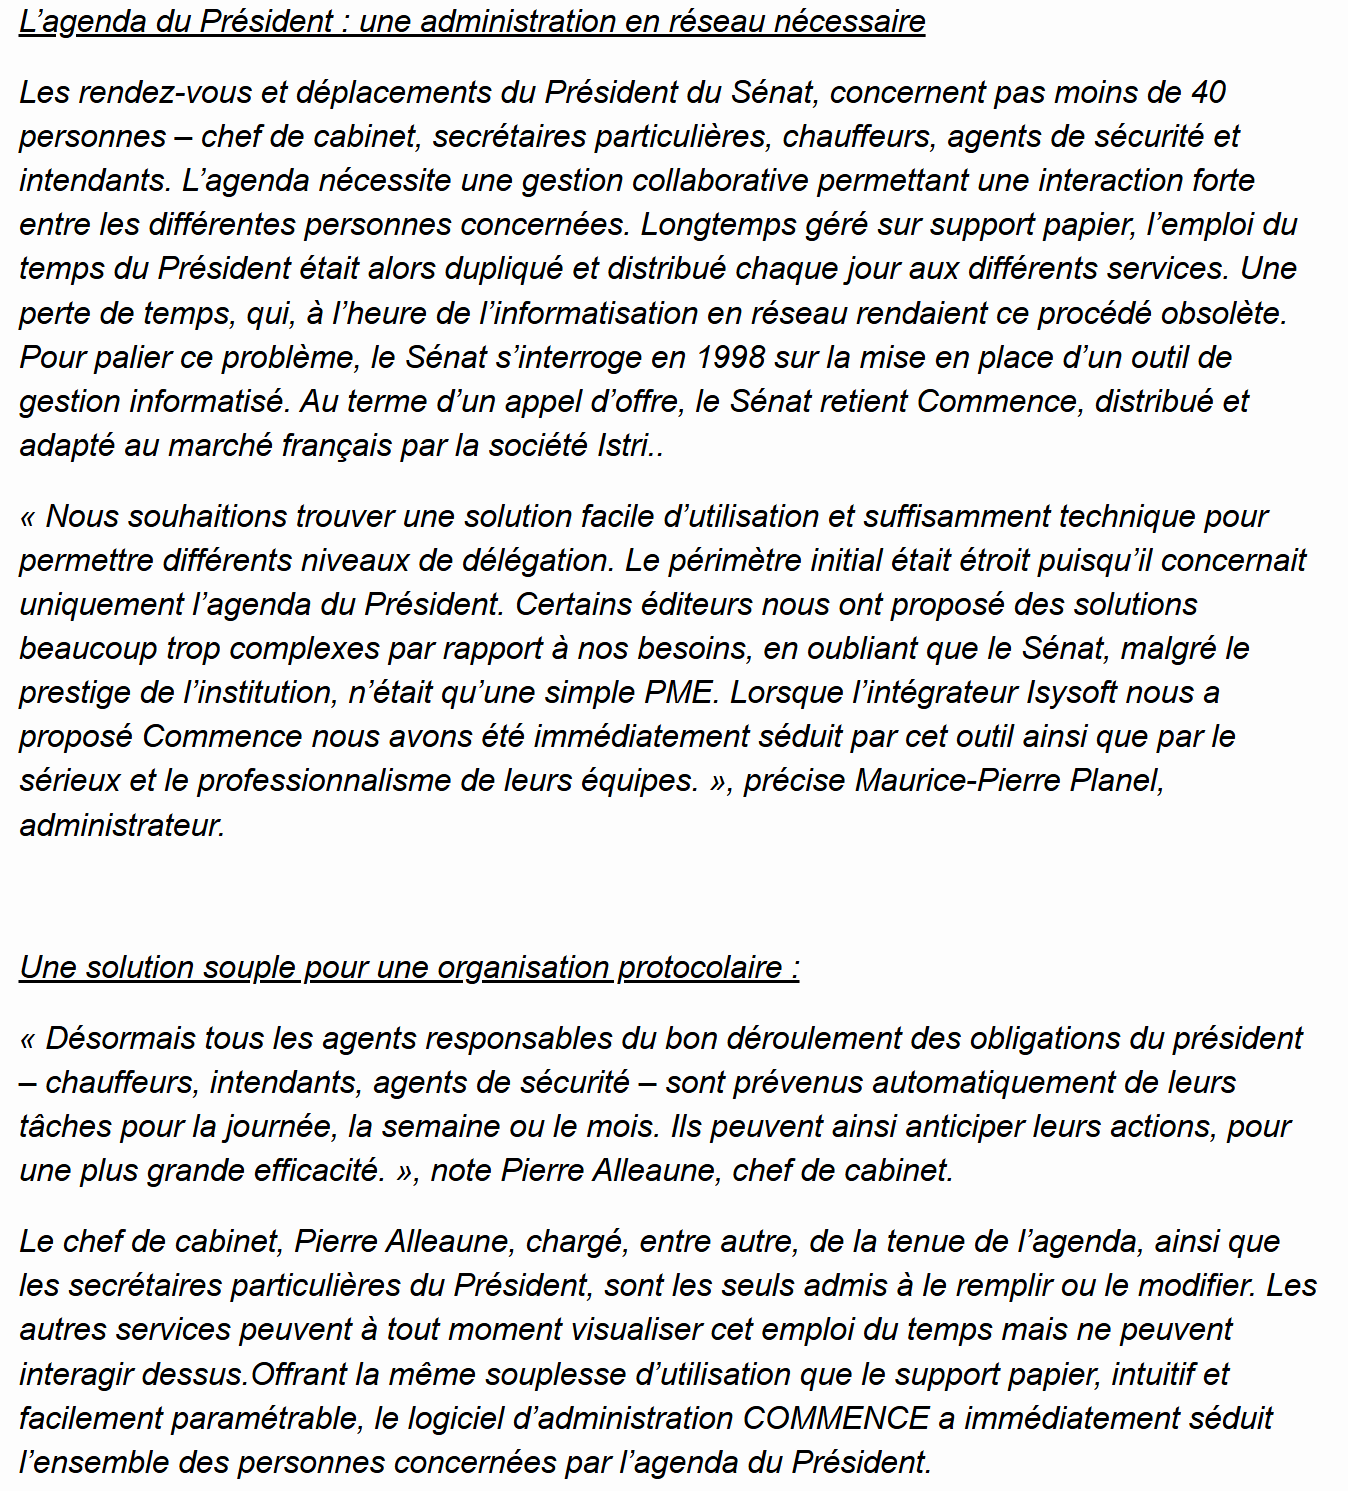 L’agenda du Président : une administration en réseau nécessaire
Les rendez-vous et déplacements du Président du Sénat, concernent pas moins de 40
personnes – chef de cabinet, secrétaires particulières, chauffeurs, agents de sécurité et
intendants. L’agenda nécessite une gestion collaborative permettant une interaction forte
entre les différentes personnes concernées. Longtemps géré sur support papier, l’emploi du
temps du Président était alors dupliqué et distribué chaque jour aux différents services. Une
perte de temps, qui, à l’heure de l’informatisation en réseau rendaient ce procédé obsolète.
Pour palier ce problème, le Sénat s’interroge en 1998 sur la mise en place d’un outil de
gestion informatisé. Au terme d’un appel d’offre, le Sénat retient Commence, distribué et
adapté au marché français par la société Istri..
« Nous souhaitions trouver une solution facile d’utilisation et suffisamment technique pour
permettre différents niveaux de délégation. Le périmètre initial était étroit puisqu’il concernait
uniquement l’agenda du Président. Certains éditeurs nous ont proposé des solutions
beaucoup trop complexes par rapport à nos besoins, en oubliant que le Sénat, malgré le
prestige de l’institution, n’était qu’une simple PME. Lorsque l’intégrateur Isysoft nous a
proposé Commence nous avons été immédiatement séduit par cet outil ainsi que par le
sérieux et le professionnalisme de leurs équipes. », précise Maurice-Pierre Planel,
administrateur.
Une solution souple pour une organisation protocolaire :
« Désormais tous les agents responsables du bon déroulement des obligations du président
– chauffeurs, intendants, agents de sécurité – sont prévenus automatiquement de leurs
tâches pour la journée, la semaine ou le mois. Ils peuvent ainsi anticiper leurs actions, pour
une plus grande efficacité. », note Pierre Alleaune, chef de cabinet.
Le chef de cabinet, Pierre Alleaune, chargé, entre autre, de la tenue de l’agenda, ainsi que
les secrétaires particulières du Président, sont les seuls admis à le remplir ou le modifier. Les
autres services peuvent à tout moment visualiser cet emploi du temps mais ne peuvent
interagir dessus.Offrant la même souplesse d’utilisation que le support papier, intuitif et
facilement paramétrable, le logiciel d’administration COMMENCE a immédiatement séduit
l’ensemble des personnes concernées par l’agenda du Président.